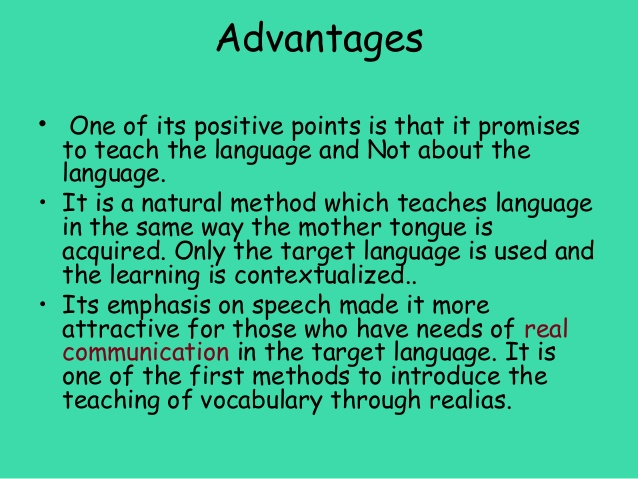 Advantages
• One of its positive points is that it promises
to teach the language and Not about the
language.
• It is a natural method which teaches language
in the same way the mother tongue is
acquired. Only the target language is used and
the learning is contextualized..
• Its emphasis on speech made it more
attractive for those who have needs of real
communication in the target language. It is
one of the first methods to introduce the
teaching of vocabulary through realias.